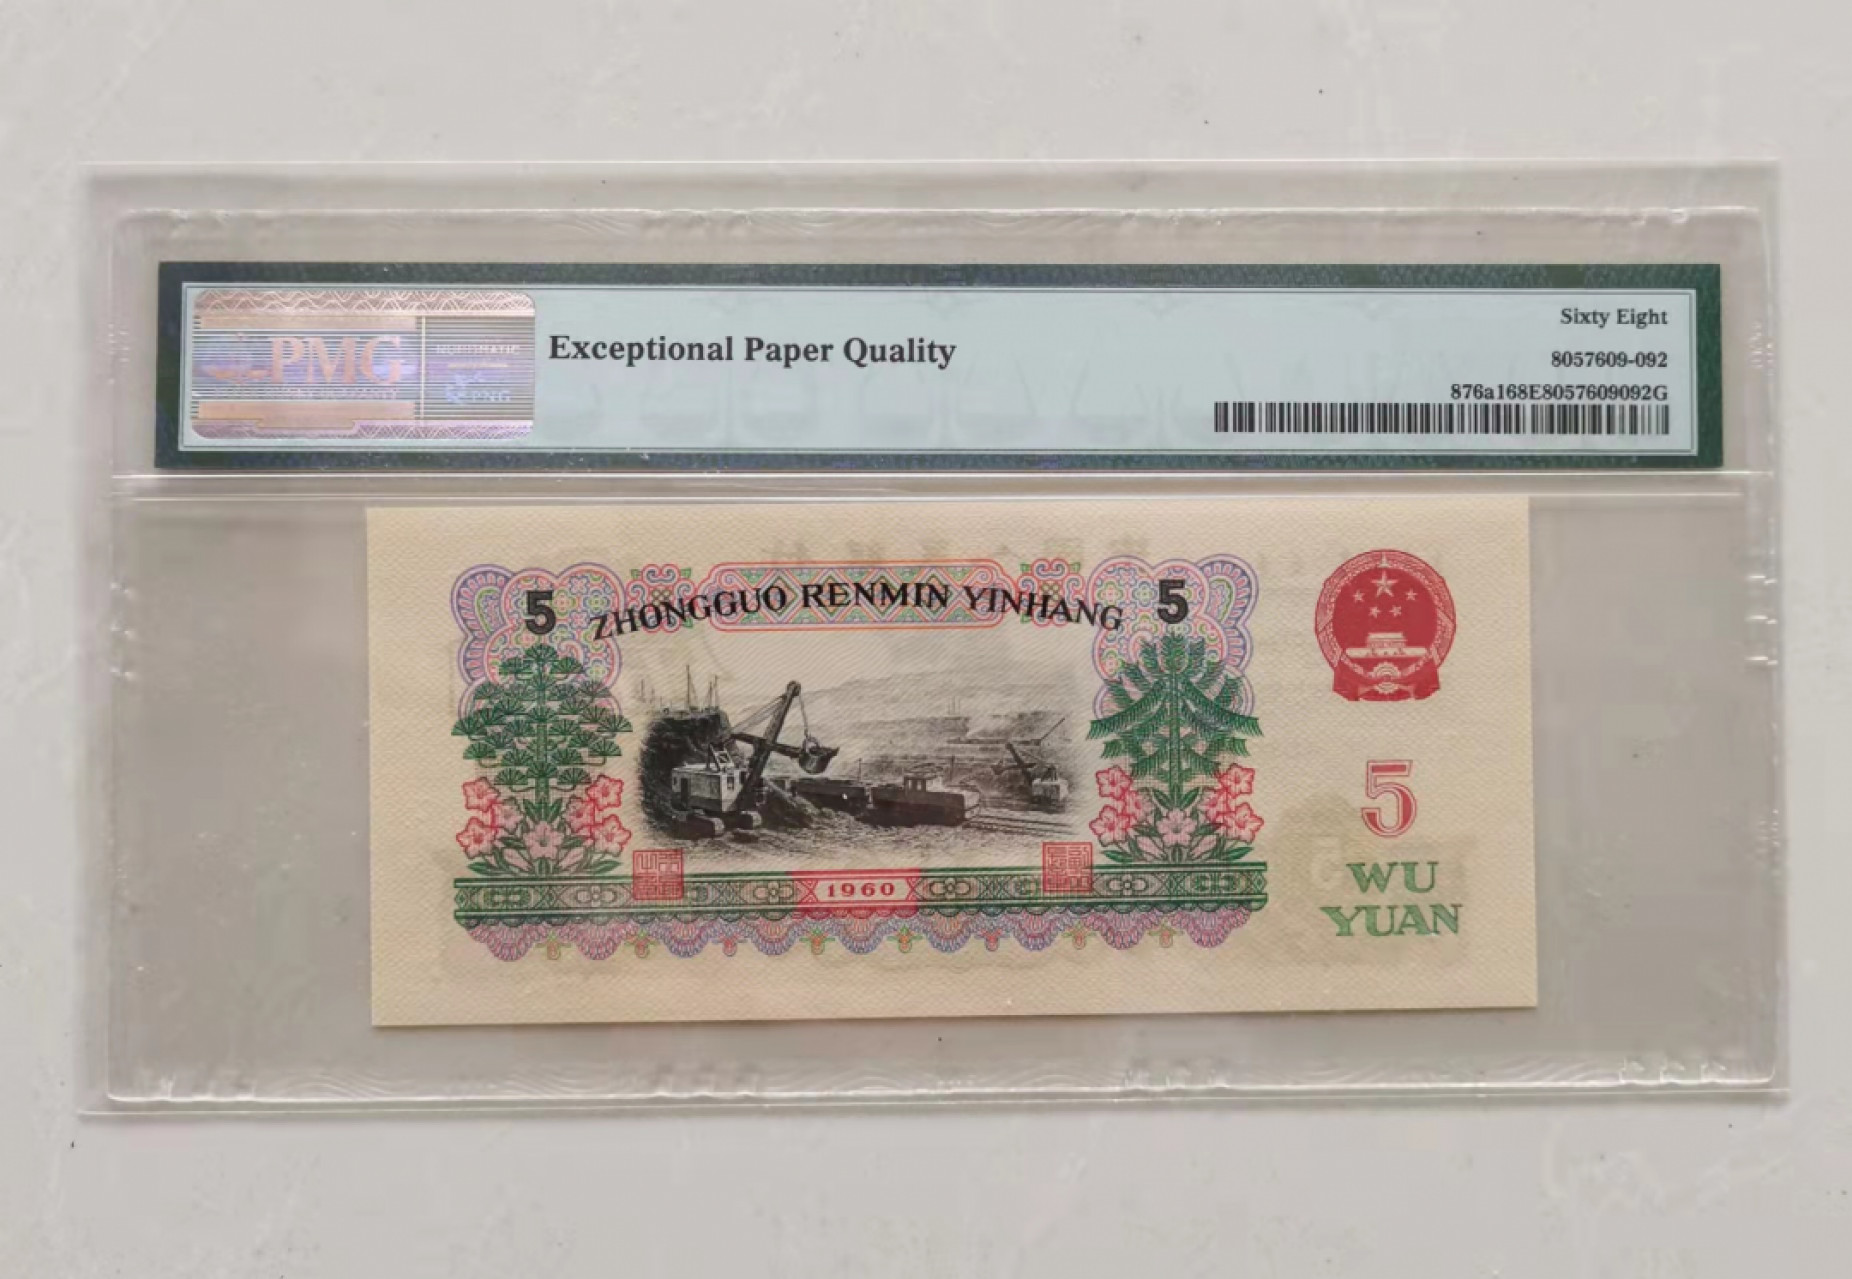 PMG
Exceptional Paper Quality
Sixty Eight
8057609-092
876a168E8057609092G
5 ZHONGGUO RENMIN YINHANG 5
1960
5
WU
YUAN